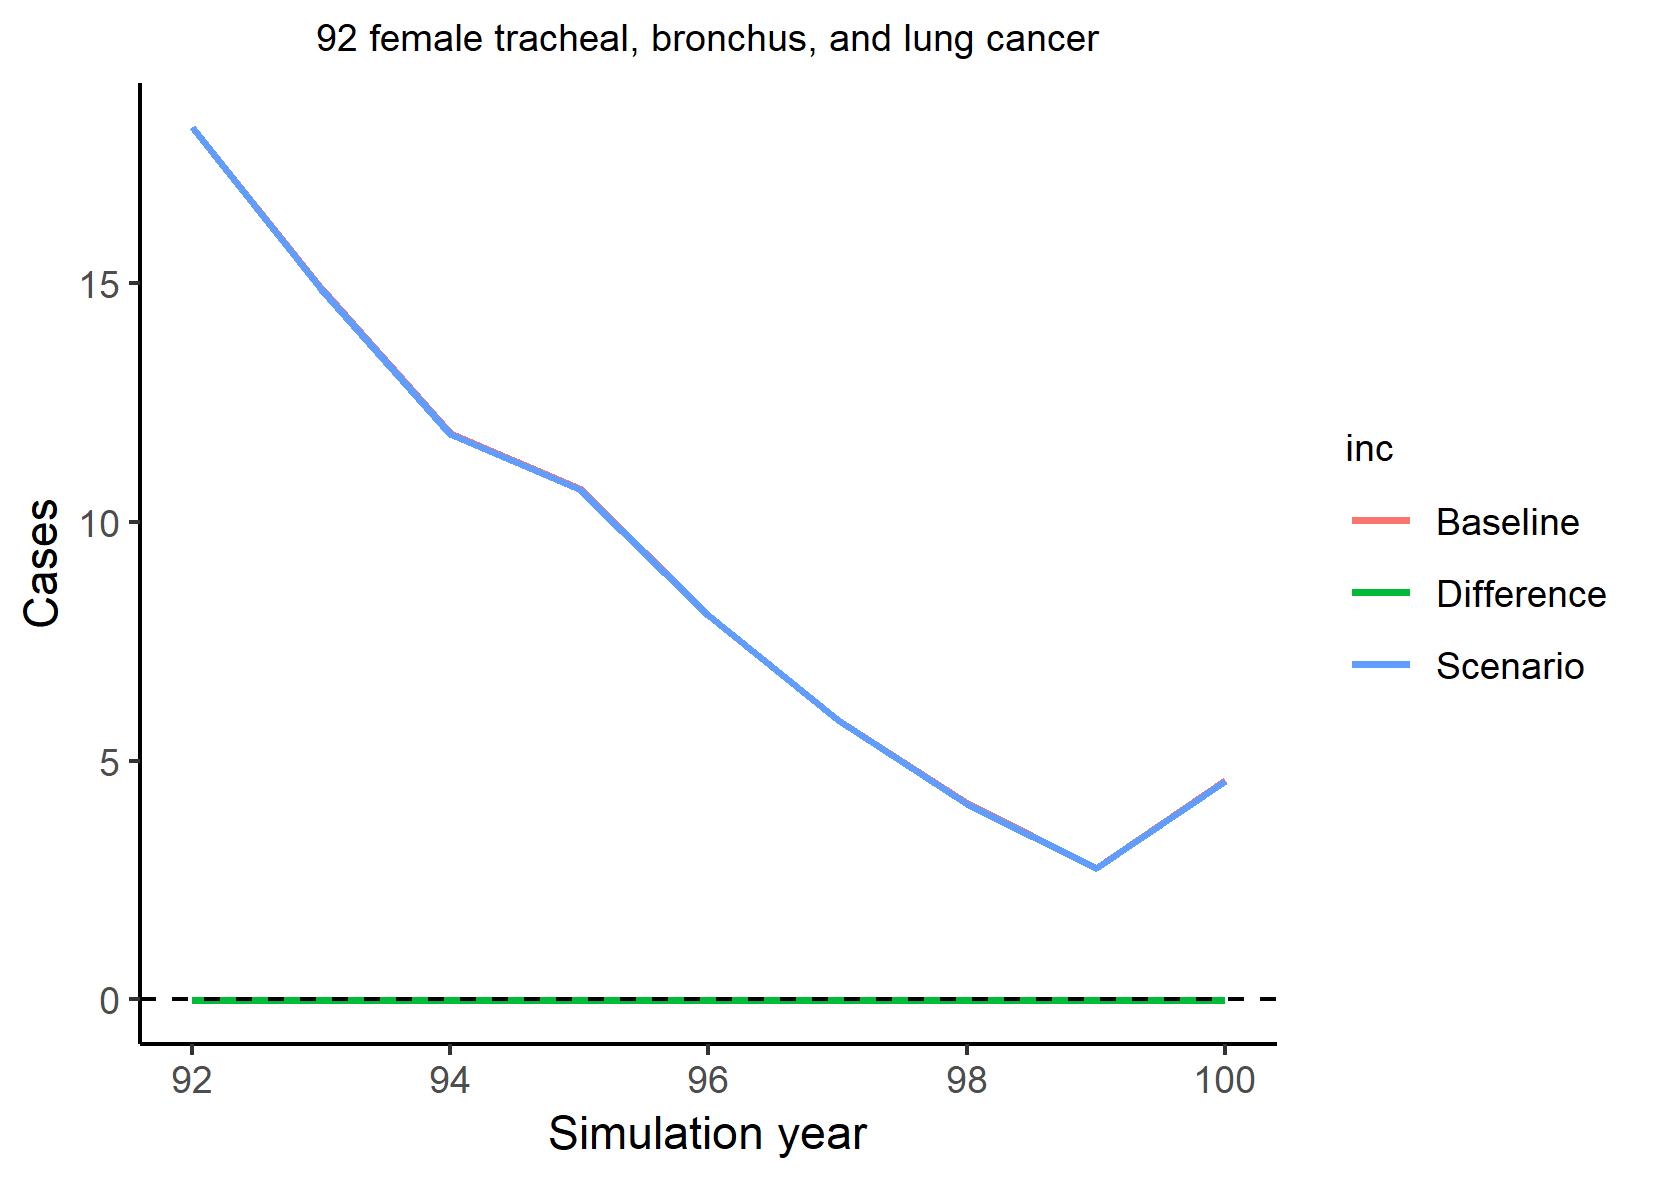 92 female tracheal, bronchus, and lung cancer
Cases
15
10
5
0
92 94 96 98 100
Simulation year
inc
Baseline
Difference
Scenario